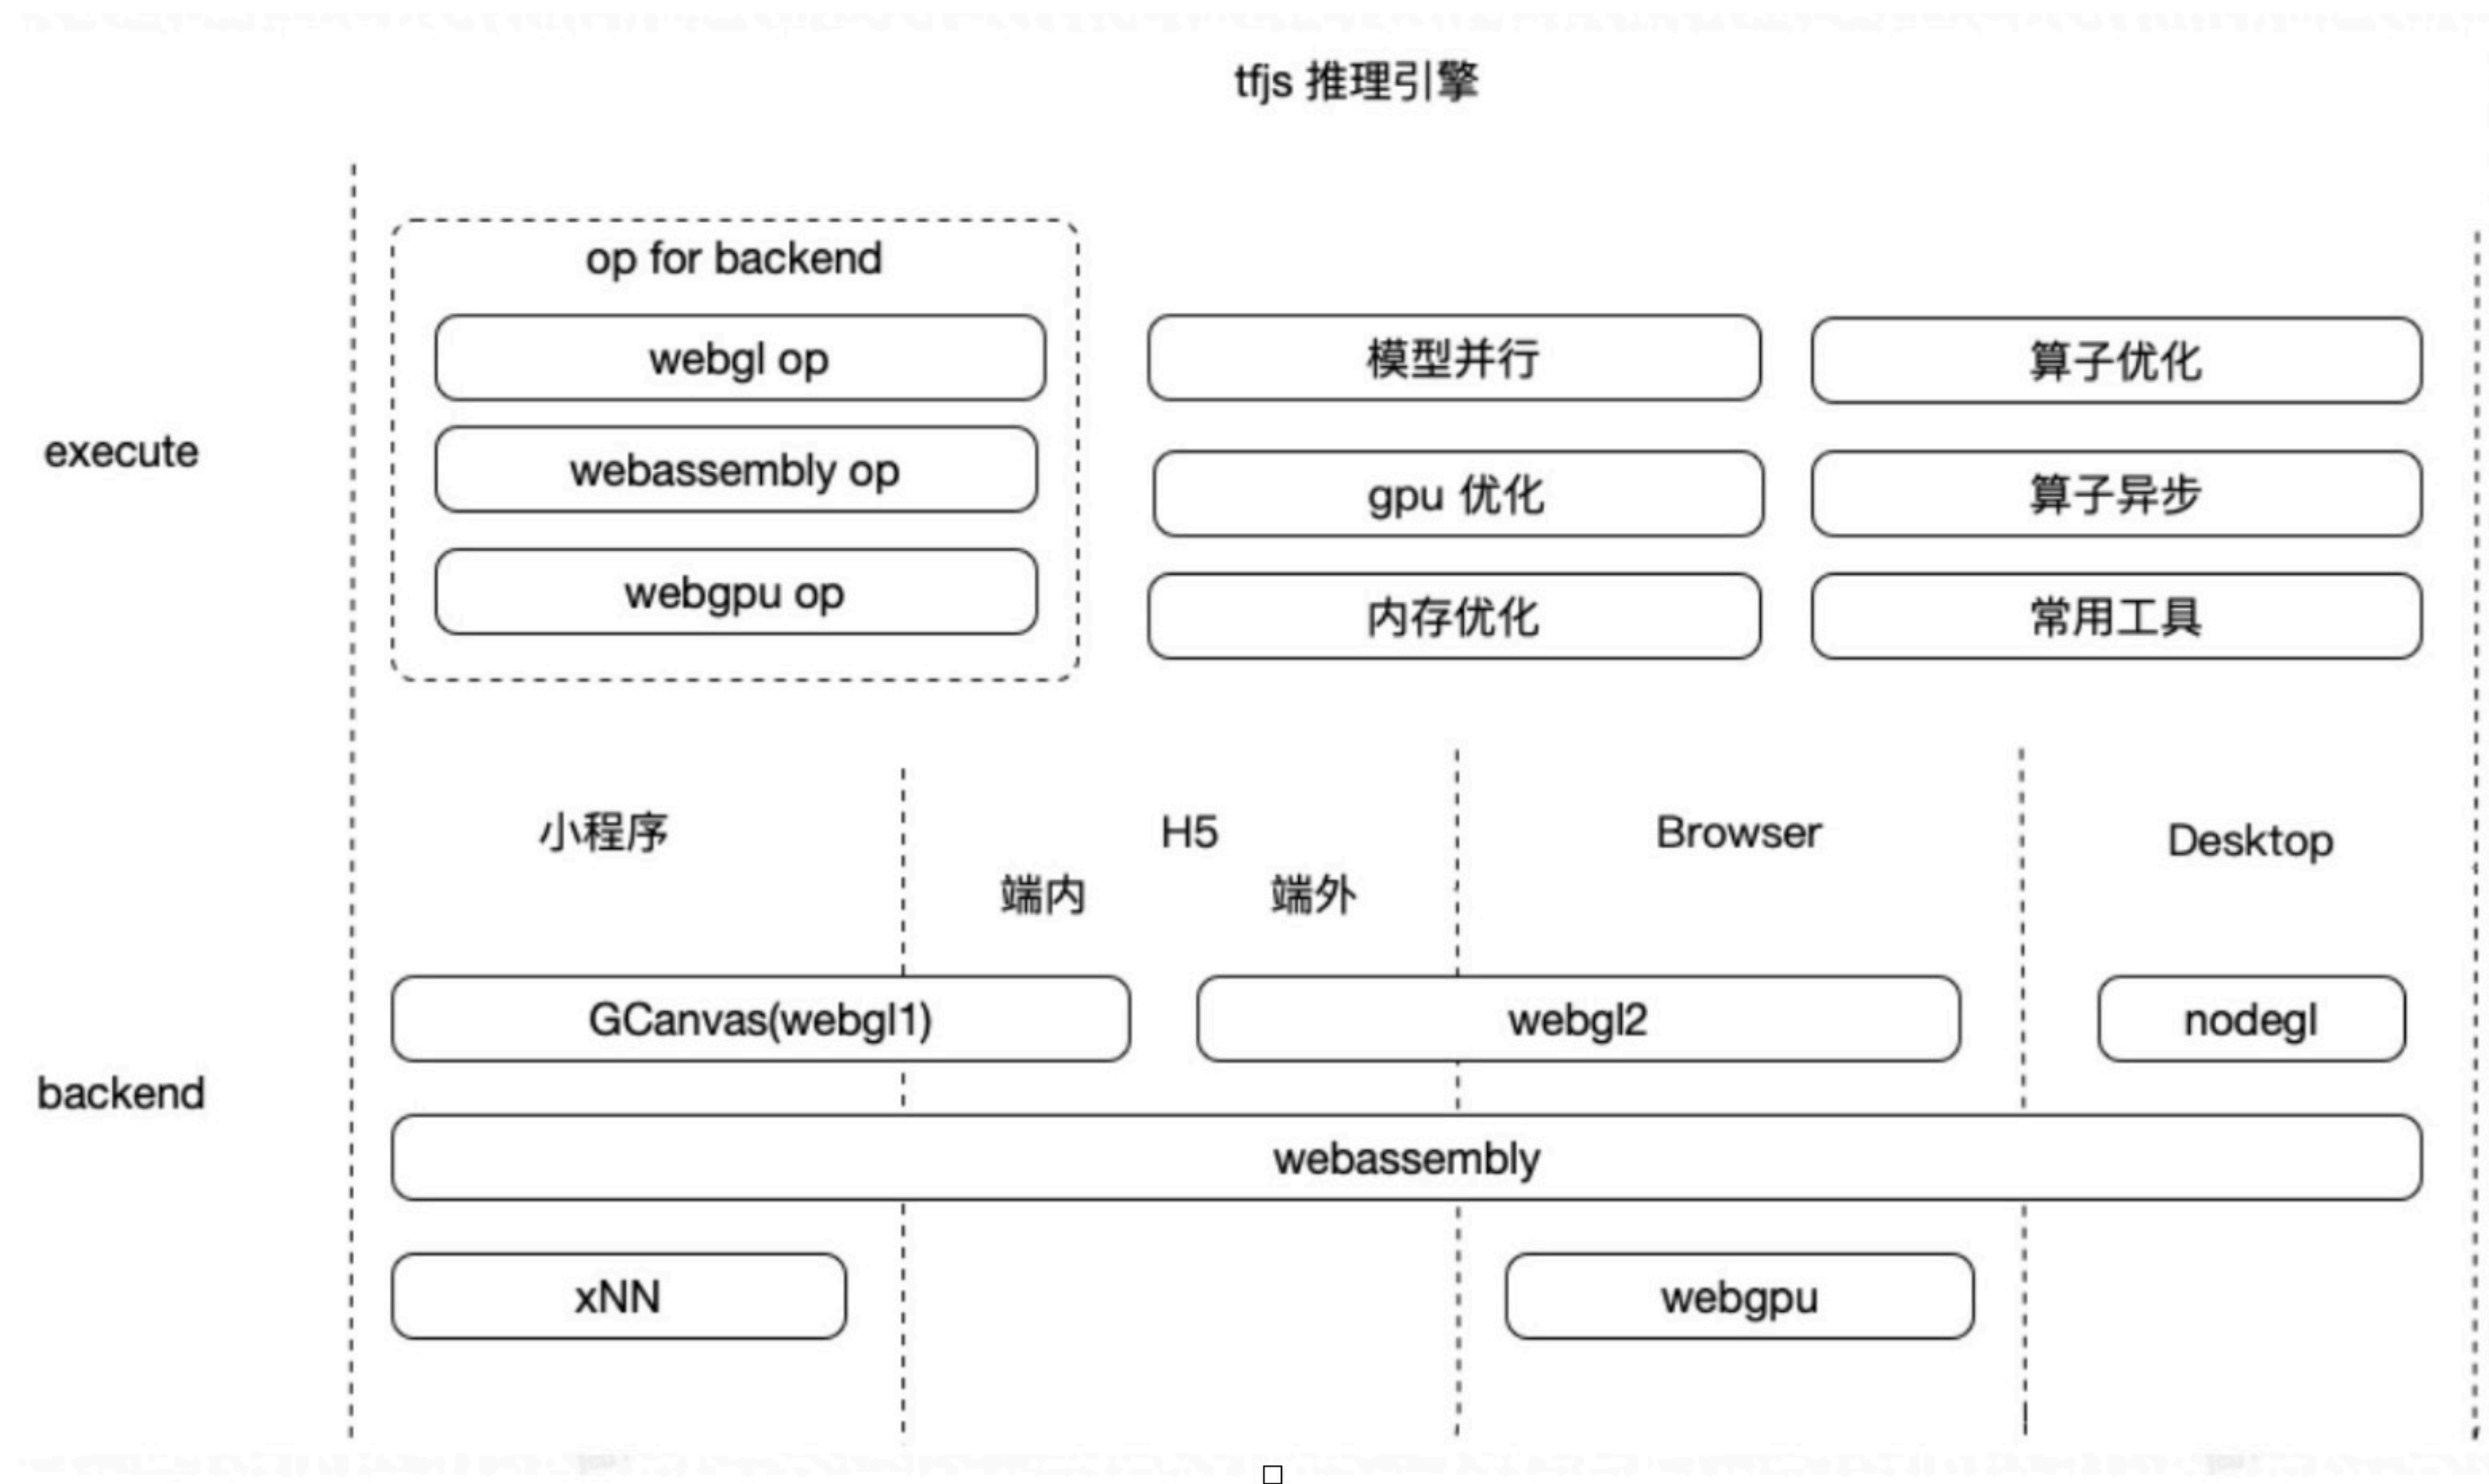 tfjs 推理引擎
op for backend
webgl op
模型并行
算子优化
execute
webassembly op
gpu 优化
算子异步
webgpu op
内存优化
常用工具
小程序
H5
Browser
Desktop
端内
端外
GCanvas(webgl1)
webgl2
nodegl
backend
webassembly
xNN
webgpu